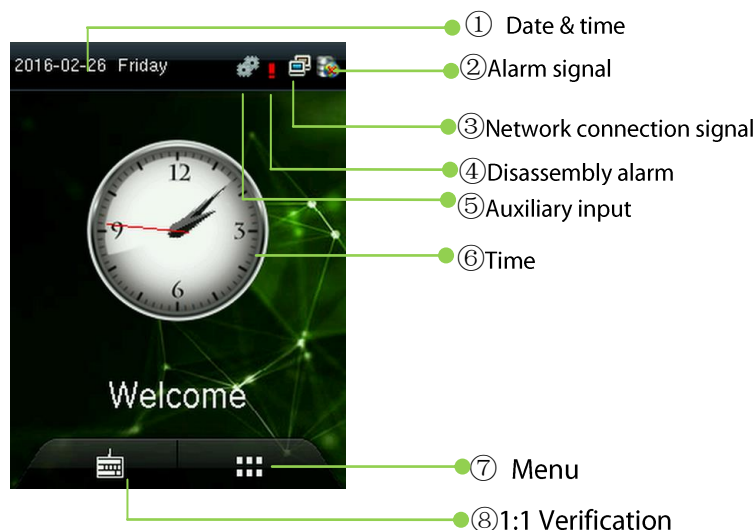 ① Date & time
2016-02-26 Friday
②Alarm signal
③Network connection signal
12
④Disassembly alarm
⑤Auxiliary input
9
3
⑥Time
6
Welcome
⑦ Menu
⑧1:1 Verification